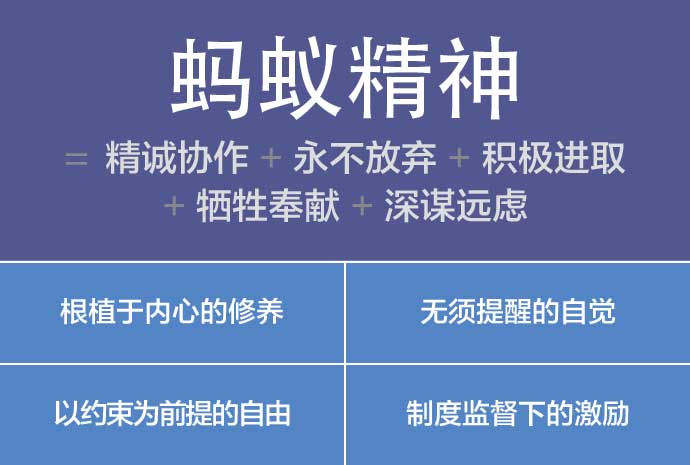 蚂蚁精神
= 精诚协作 + 永不放弃 + 积极进取
+ 牺牲奉献 + 深谋远虑
根植于内心的修养
无须提醒的自觉
以约束为前提的自由
制度监督下的激励